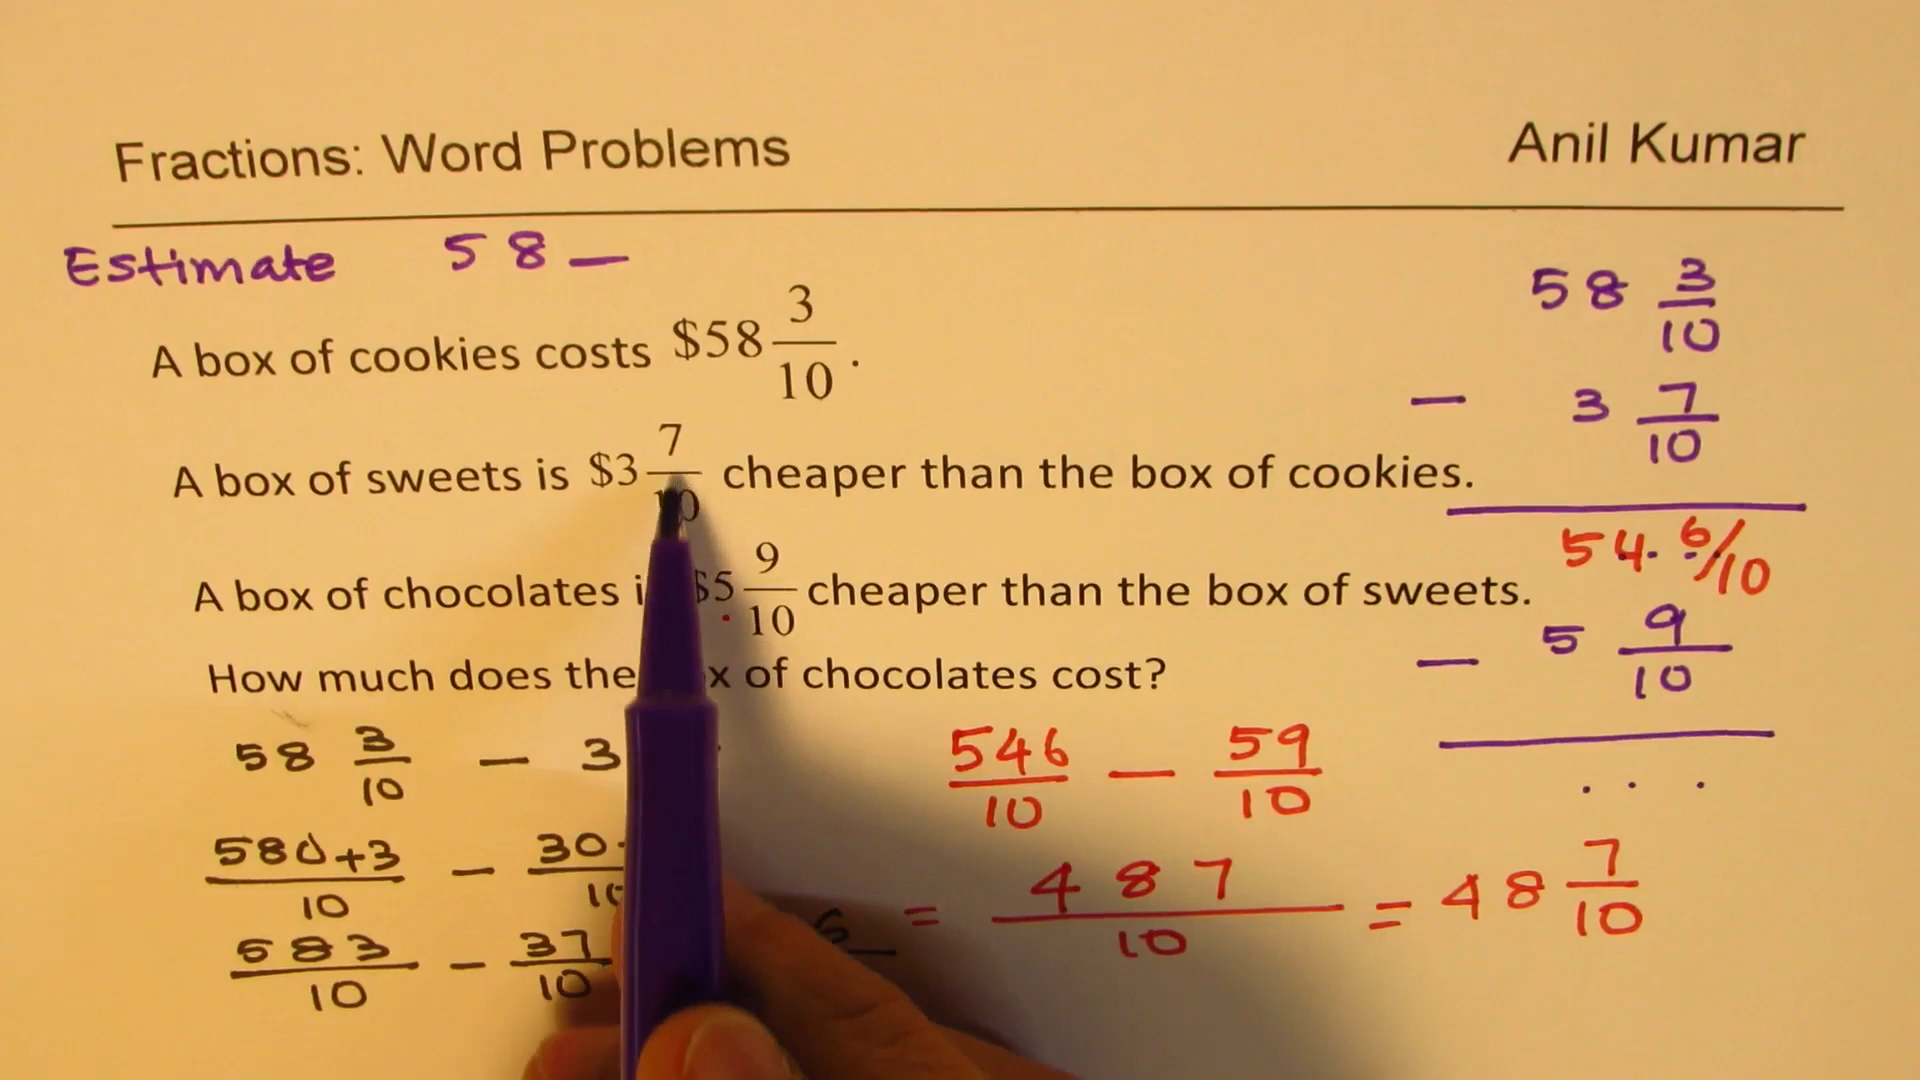 Fractions: Word Problems
Anil Kumar
Estimate 58 —
A box of cookies costs $58 3/10.
A box of sweets is $3 7/10 cheaper than the box of cookies.
A box of chocolates $5 9/10 cheaper than the box of sweets.
How much does the of chocolates cost?
58 3/10 — 3
(580+3)/10 — 30
583/10 — 37/10
546/10 — 59/10
= 487/10 = 48 7/10
58 3/10
— 3 7/10
54 6/10
— 5 9/10
. . .